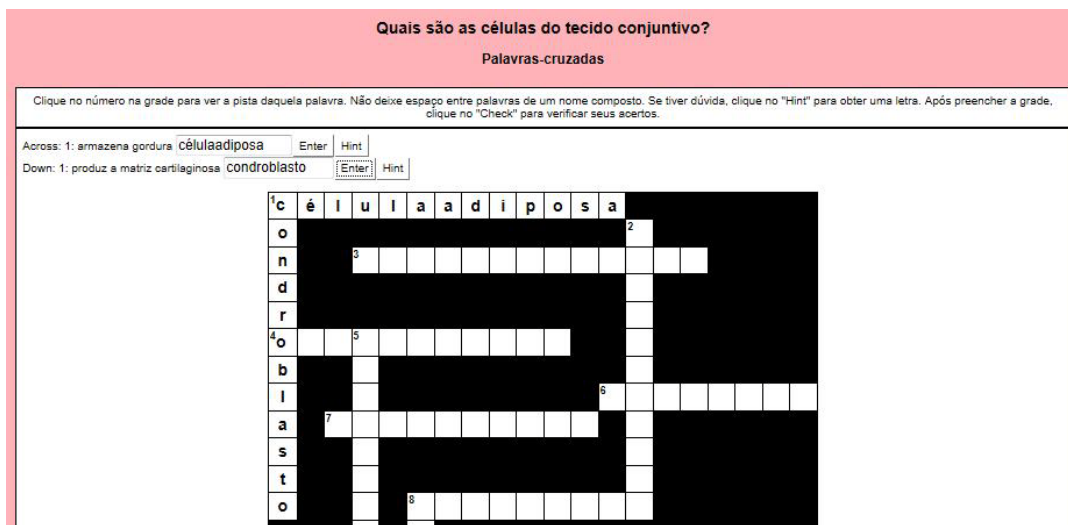 Quais são as células do tecido conjuntivo?
Palavras-cruzadas
Clique no número na grade para ver a pista daquela palavra. Não deixe espaço entre palavras de um nome composto. Se tiver dúvida, clique no "Hint" para obter uma letra. Após preencher a grade,
clique no "Check" para verificar seus acertos.
Across: 1: armazena gordura célulaadiposa Enter Hint
Down: 1: produz a matriz cartilaginosa condroblasto Enter Hint
1 c é l u l a a d i p o s a
o 2
n 3
d
r
4 o 5
b
l 6
a 7
s
t
o 8